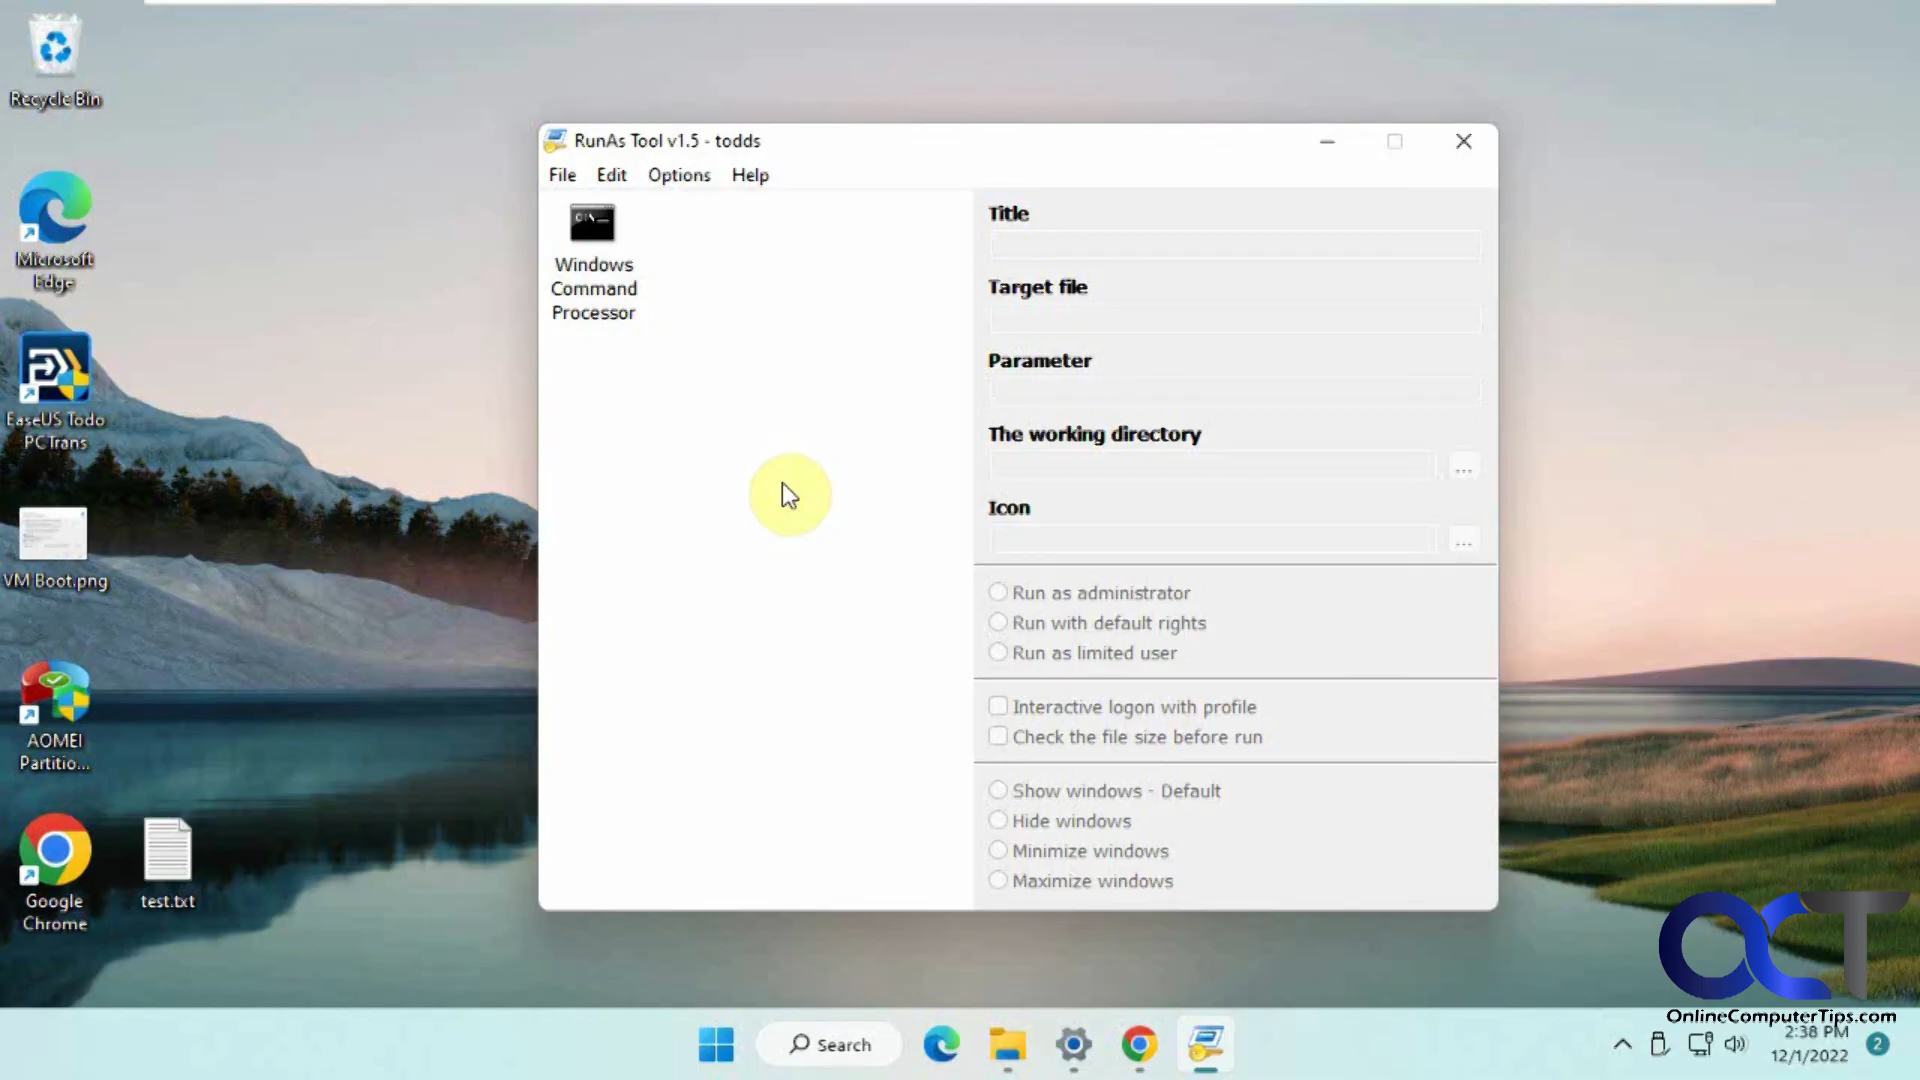 Recycle Bin
Microsoft
Edge
EaseUS Todo
PCTrans
VM Boot.png
AOMEI
Partitio...
Google
Chrome
test.txt
RunAs Tool v1.5 - todds
File Edit Options Help
C:\_
Windows
Command
Processor
Title
Target file
Parameter
The working directory
...
Icon
...
Run as administrator
Run with default rights
Run as limited user
Interactive logon with profile
Check the file size before run
Show windows - Default
Hide windows
Minimize windows
Maximize windows
OCT
OnlineComputerTips.com
Search
2:38 PM
12/1/2022
2